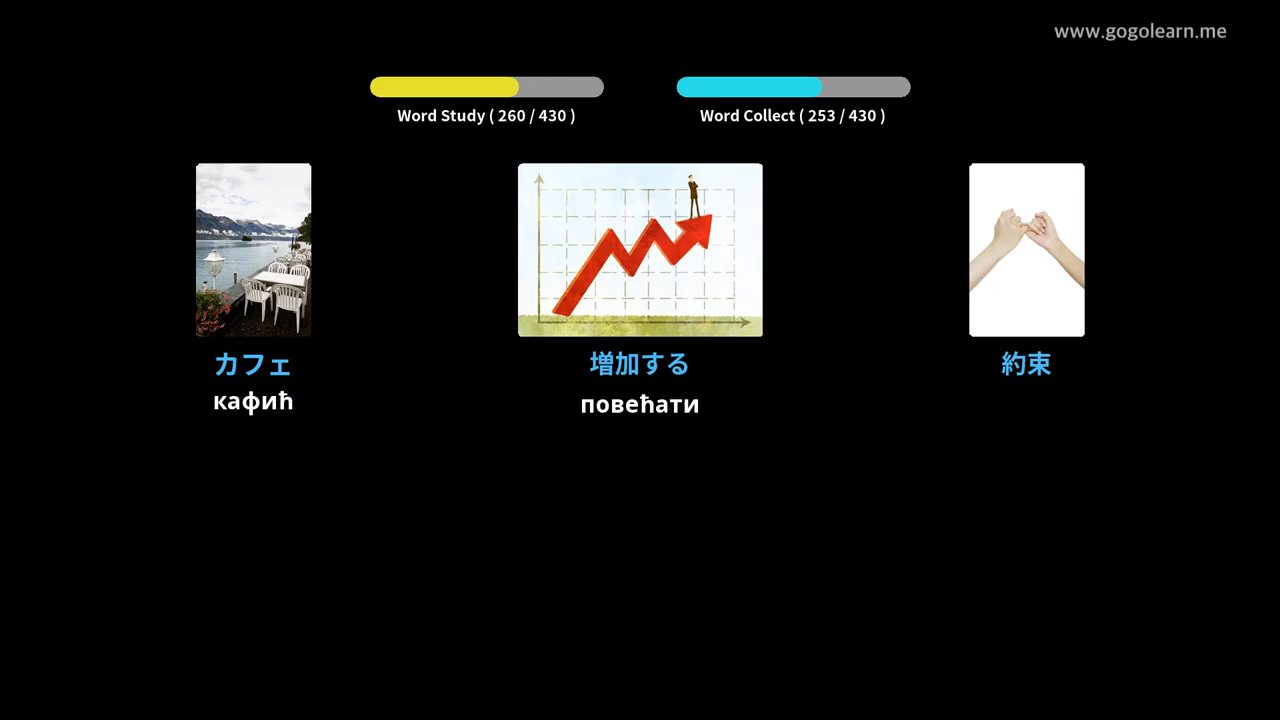 www.gogolearn.me
Word Study ( 260 / 430 )
Word Collect ( 253 / 430 )
カフェ
増加する
約束
кафић
повећати